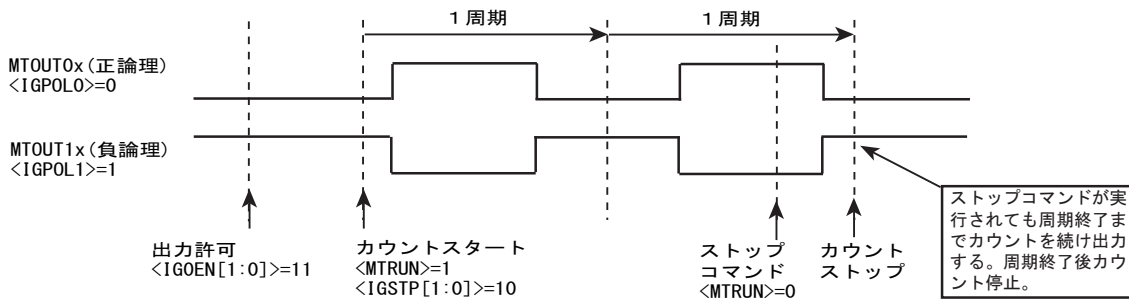 1周期
1周期
MTOUT0x(正論理)
<IGPOL0>=0
MTOUT1x(負論理)
<IGPOL1>=1
出力許可
<IGOEN[1:0]>=11
カウントスタート
<MTRUN>=1
<IGSTP[1:0]>=10
ストップ
コマンド
<MTRUN>=0
カウント
ストップ
ストップコマンドが実
行されても周期終了ま
でカウントを続け出力
する。周期終了後カウ
ント停止。